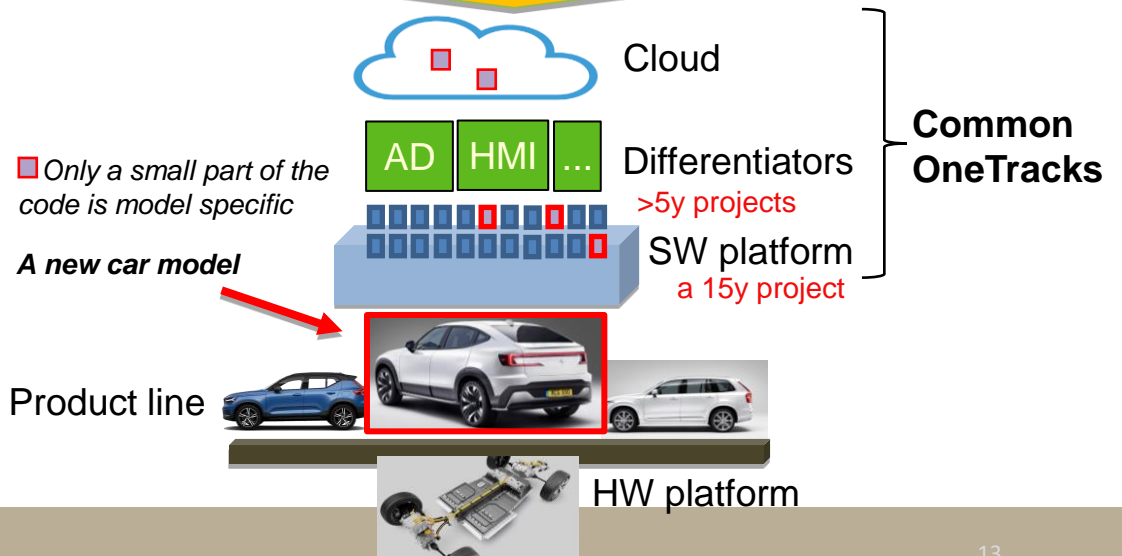 Cloud
Common
OneTracks
AD
HMI
...
Differentiators
>5y projects
Only a small part of the
code is model specific
SW platform
a 15y project
A new car model
Product line
HW platform
13